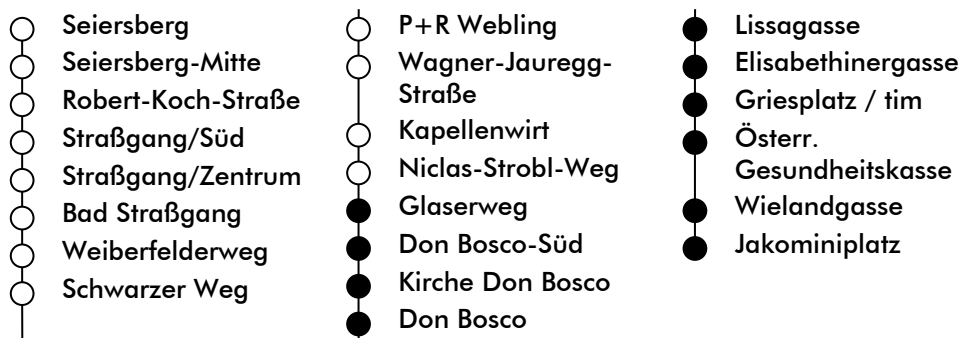 Seiersberg
Seiersberg-Mitte
Robert-Koch-Straße
Straßgang/Süd
Straßgang/Zentrum
Bad Straßgang
Weiberfelderweg
Schwarzer Weg
P+R Webling
Wagner-Jauregg-
Straße
Kapellenwirt
Niclas-Strobl-Weg
Glaserweg
Don Bosco-Süd
Kirche Don Bosco
Don Bosco
Lissagasse
Elisabethinergasse
Griesplatz / tim
Österr.
Gesundheitskasse
Wielandgasse
Jakominiplatz